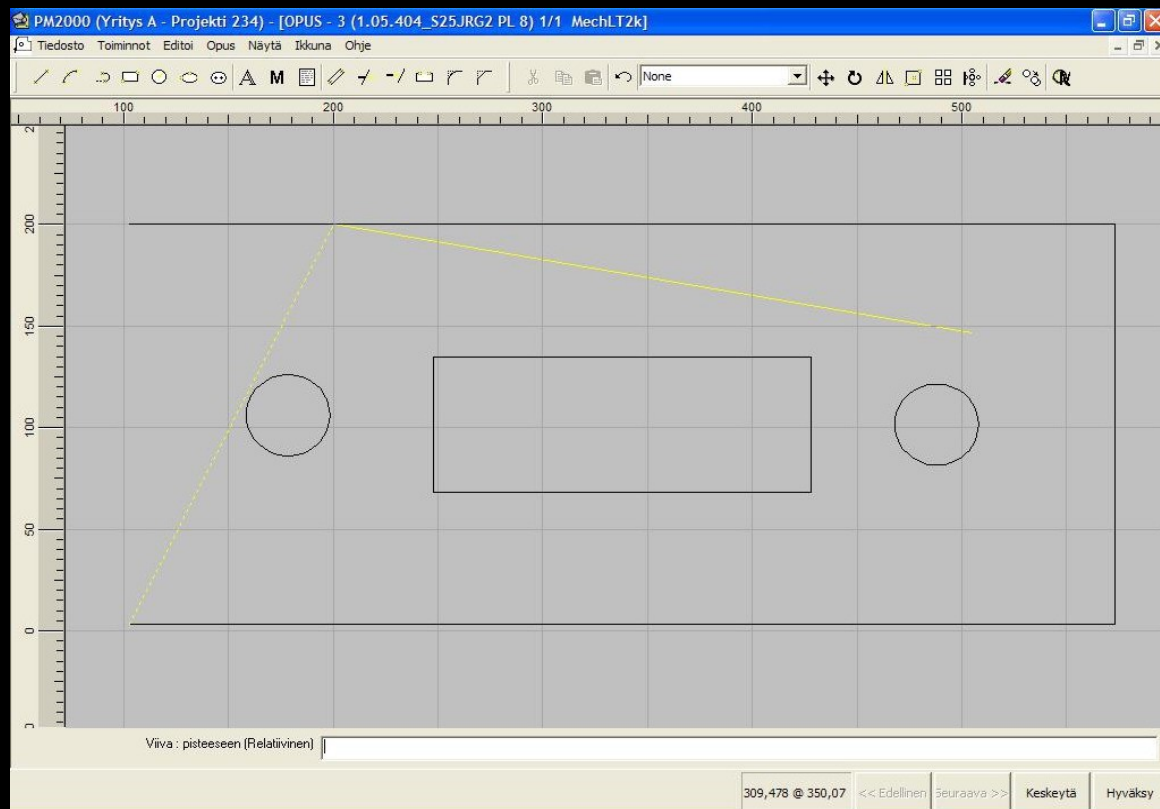 PM2000 (Yritys A - Projekti 234) - [OPUS - 3 (1.05.404_S25JRG2 PL 8) 1/1 MechLT2k]
Tiedosto Toiminnot Editoi Opus Näytä Ikkuna Ohje
A M None
100 200 300 400 500
200
150
100
50
0
Viiva : pisteeseen (Relatiivinen)
309,478 @ 350,07 << Edellinen Seuraava >> Keskeytä Hyväksy